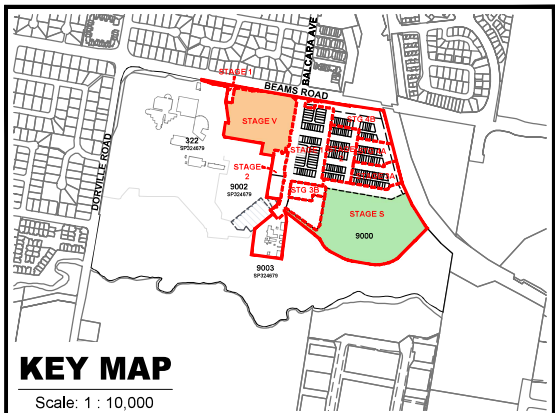 BALCARA AVE
STAGE 1
BEAMS ROAD
STAGE V
STG 4B
322
SP324679
DORVILLE ROAD
STAGE
2
9002
SP324679
STG 3B
STAGE S
9000
9003
SP324679
KEY MAP
Scale: 1 : 10,000